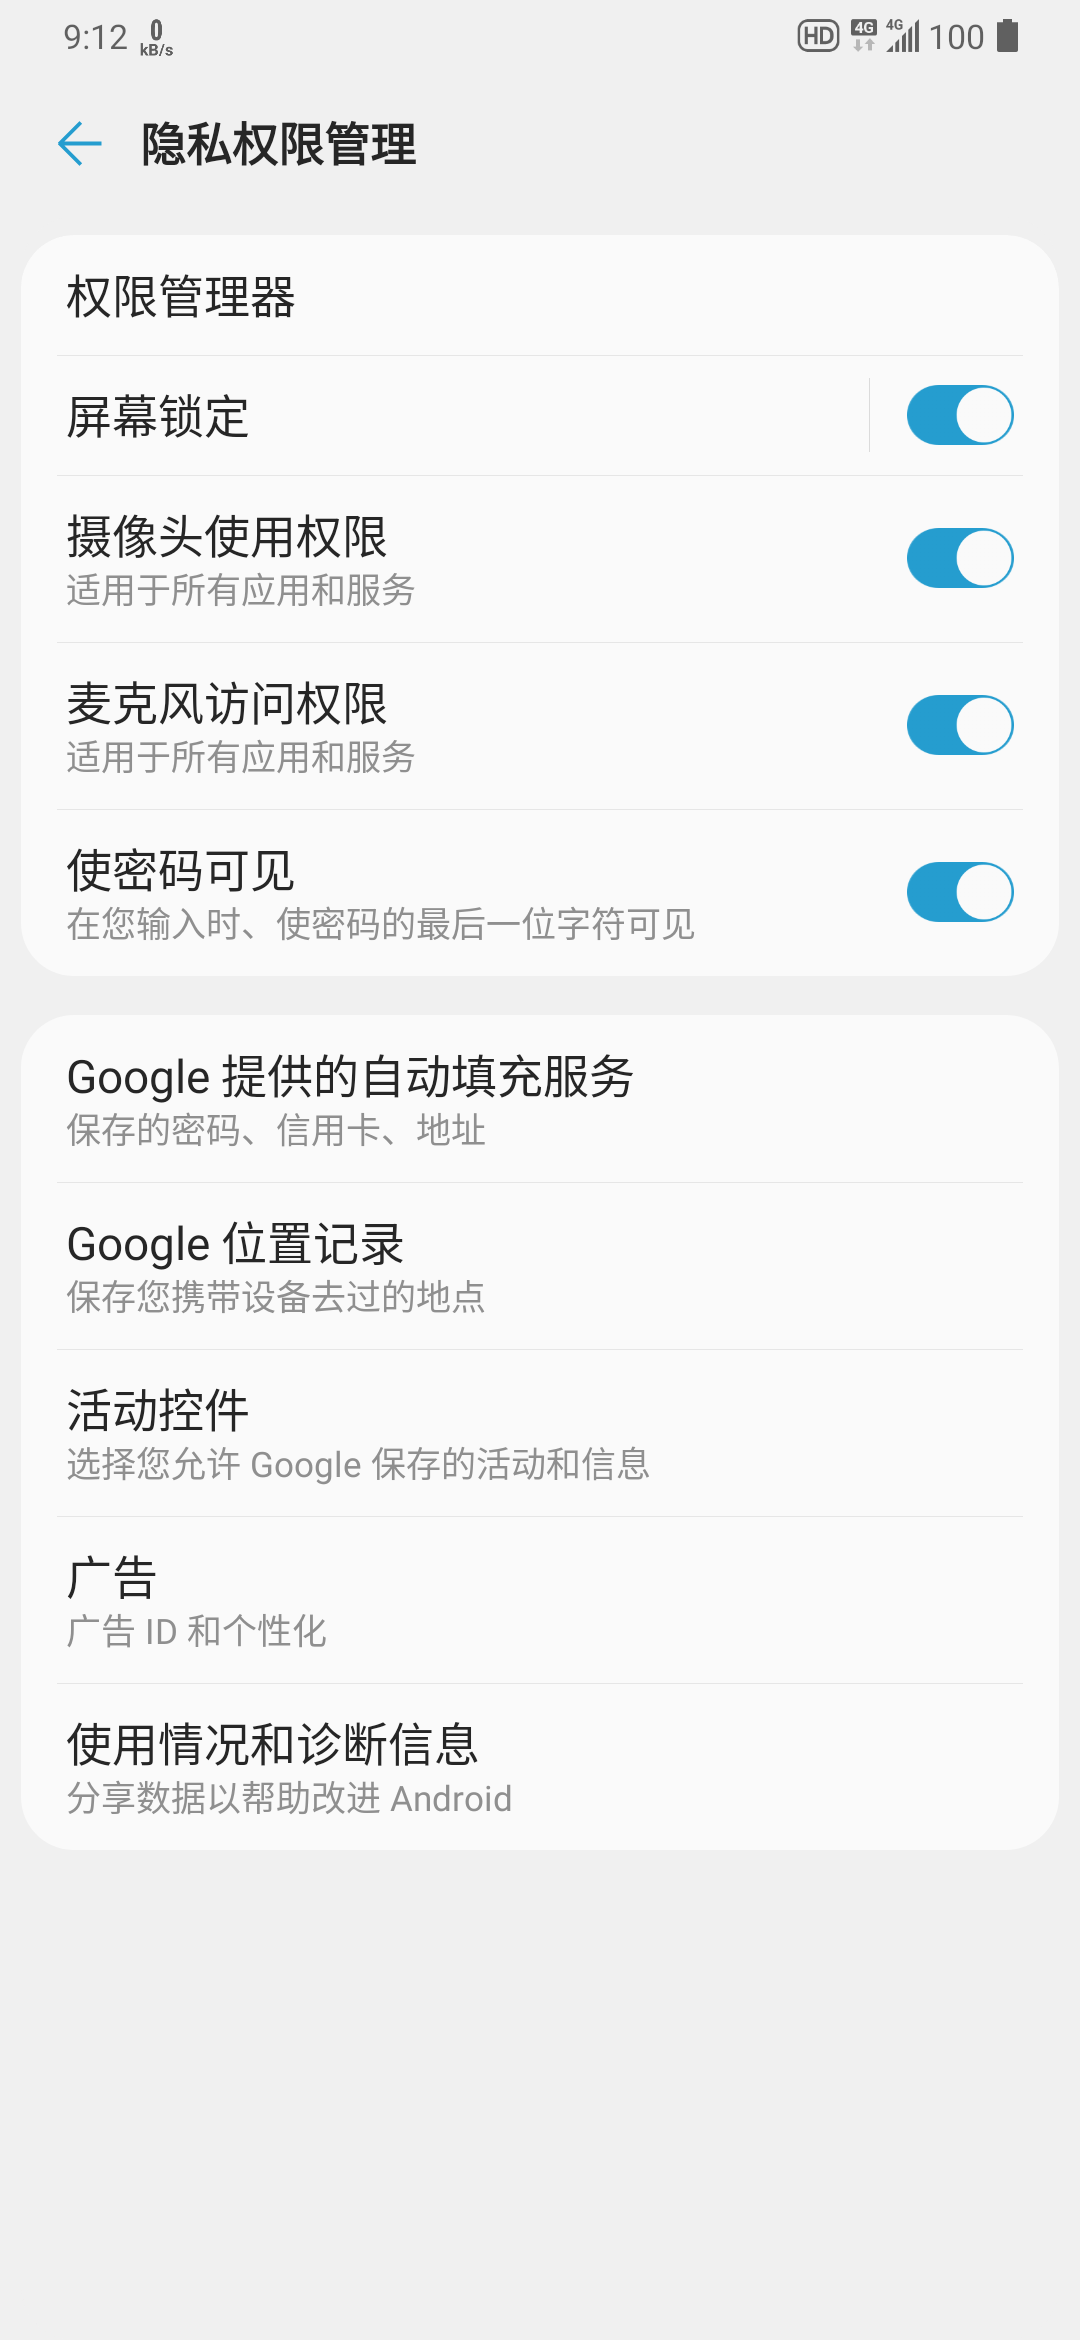 9:12 0 kB/s HD 4G 4G 100
隐私权限管理
权限管理器
屏幕锁定
摄像头使用权限
适用于所有应用和服务
麦克风访问权限
适用于所有应用和服务
使密码可见
在您输入时、使密码的最后一位字符可见
Google 提供的自动填充服务
保存的密码、信用卡、地址
Google 位置记录
保存您携带设备去过的地点
活动控件
选择您允许 Google 保存的活动和信息
广告
广告 ID 和个性化
使用情况和诊断信息
分享数据以帮助改进 Android